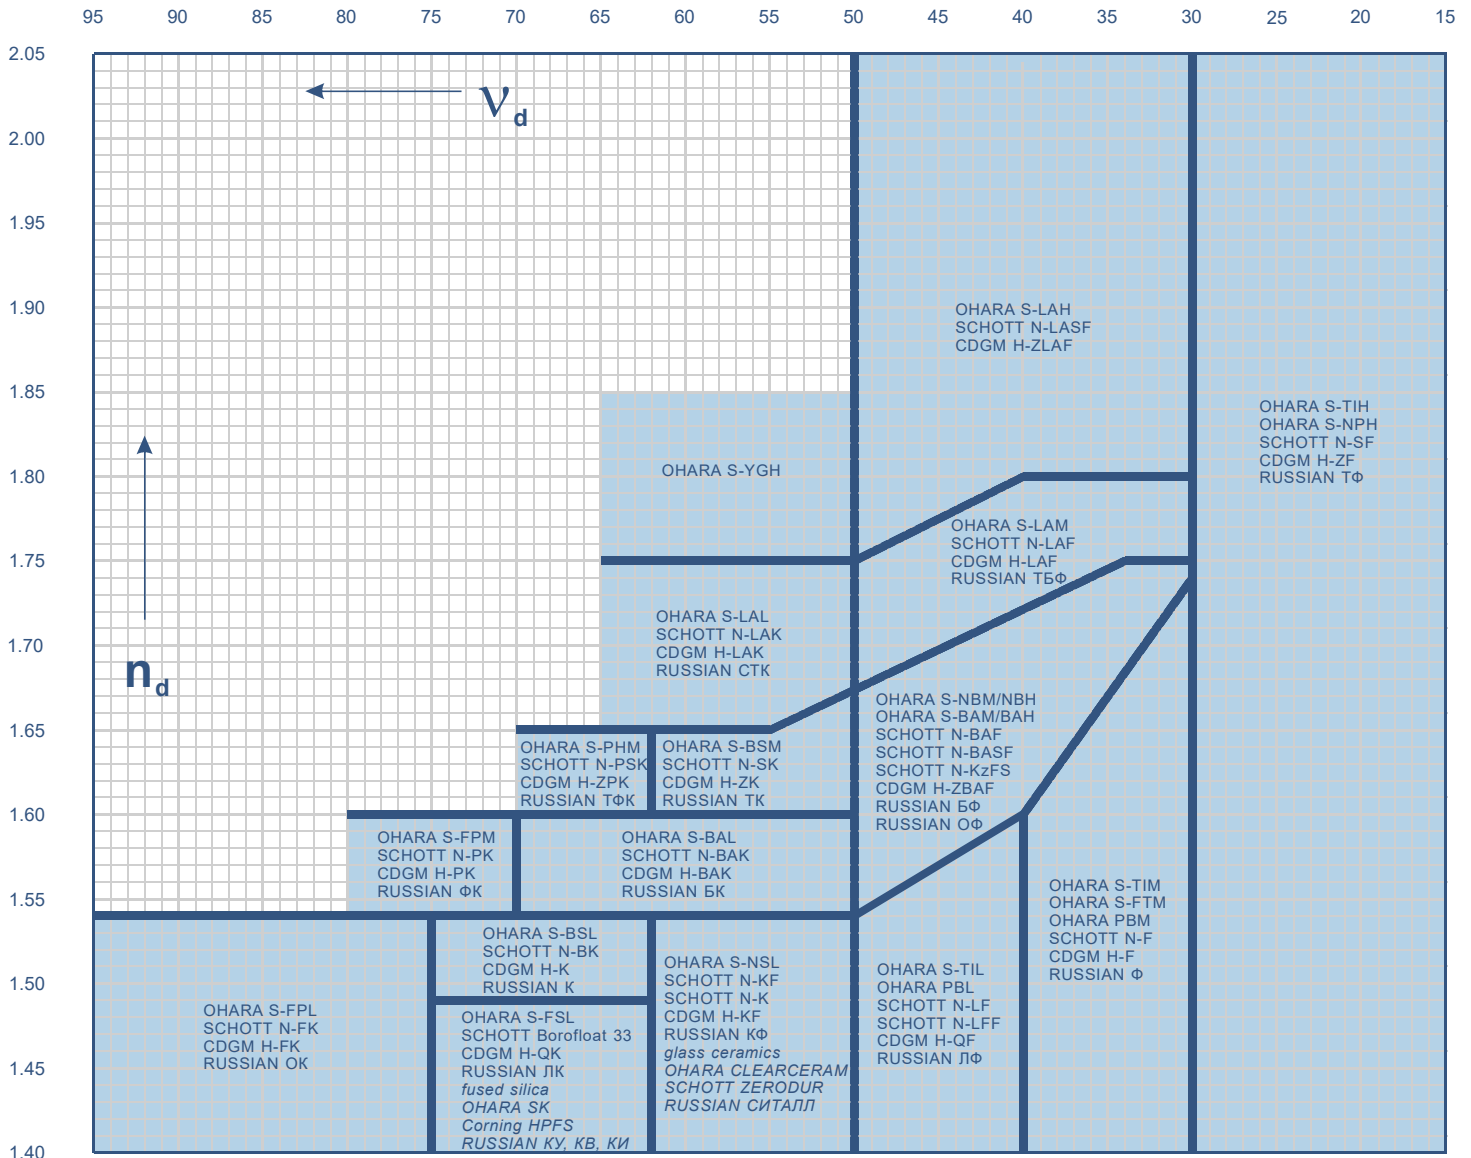 95 90 85 80 75 70 65 60 55 50 45 40 35 30 25 20 15
2.05
2.00
1.95
1.90
1.85
1.80
1.75
1.70
1.65
1.60
1.55
1.50
1.45
1.40
νd
nd
OHARA S-LAH
SCHOTT N-LASF
CDGM H-ZLAF
OHARA S-TIH
OHARA S-NPH
SCHOTT N-SF
CDGM H-ZF
RUSSIAN ТФ
OHARA S-YGH
OHARA S-LAM
SCHOTT N-LAF
CDGM H-LAF
RUSSIAN ТБФ
OHARA S-LAL
SCHOTT N-LAK
CDGM H-LAK
RUSSIAN СТК
OHARA S-NBM/NBH
OHARA S-BAM/BAH
SCHOTT N-BAF
SCHOTT N-BASF
SCHOTT N-KzFS
CDGM H-ZBAF
RUSSIAN БФ
RUSSIAN ОФ
OHARA S-PHM
SCHOTT N-PSK
CDGM H-ZPK
RUSSIAN ТФК
OHARA S-BSM
SCHOTT N-SK
CDGM H-ZK
RUSSIAN ТК
OHARA S-FPM
SCHOTT N-PK
CDGM H-PK
RUSSIAN ФК
OHARA S-BAL
SCHOTT N-BAK
CDGM H-BAK
RUSSIAN БК
OHARA S-TIM
OHARA S-FTM
OHARA PBM
SCHOTT N-F
CDGM H-F
RUSSIAN Ф
OHARA S-BSL
SCHOTT N-BK
CDGM H-K
RUSSIAN К
OHARA S-NSL
SCHOTT N-KF
SCHOTT N-K
CDGM H-KF
RUSSIAN КФ
glass ceramics
OHARA CLEARCERAM
SCHOTT ZERODUR
RUSSIAN СИТАЛЛ
OHARA S-TIL
OHARA PBL
SCHOTT N-LF
SCHOTT N-LFF
CDGM H-QF
RUSSIAN ЛФ
OHARA S-FPL
SCHOTT N-FK
CDGM H-FK
RUSSIAN ОК
OHARA S-FSL
SCHOTT Borofloat 33
CDGM H-QK
RUSSIAN ЛК
fused silica
OHARA SK
Corning HPFS
RUSSIAN КУ, КВ, КИ